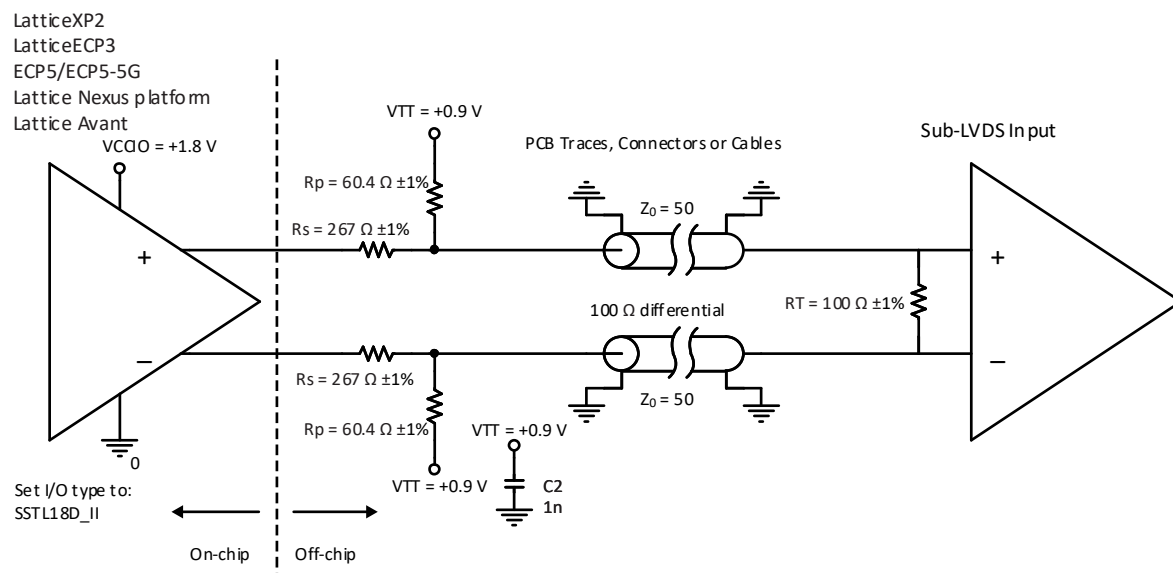 LatticeXP2
LatticeECP3
ECP5/ECP5-5G
Lattice Nexus platform
Lattice Avant
VCCIO = +1.8 V
VTT = +0.9 V
PCB Traces, Connectors or Cables
Sub-LVDS Input
Rp = 60.4 Ω ±1%
Z0 = 50
Rs = 267 Ω ±1%
+
+
RT = 100 Ω ±1%
100 Ω differential
−
−
Rs = 267 Ω ±1%
Z0 = 50
Rp = 60.4 Ω ±1%
VTT = +0.9 V
0
VTT = +0.9 V
C2
1n
Set I/O type to:
SSTL18D_II
On-chip
Off-chip